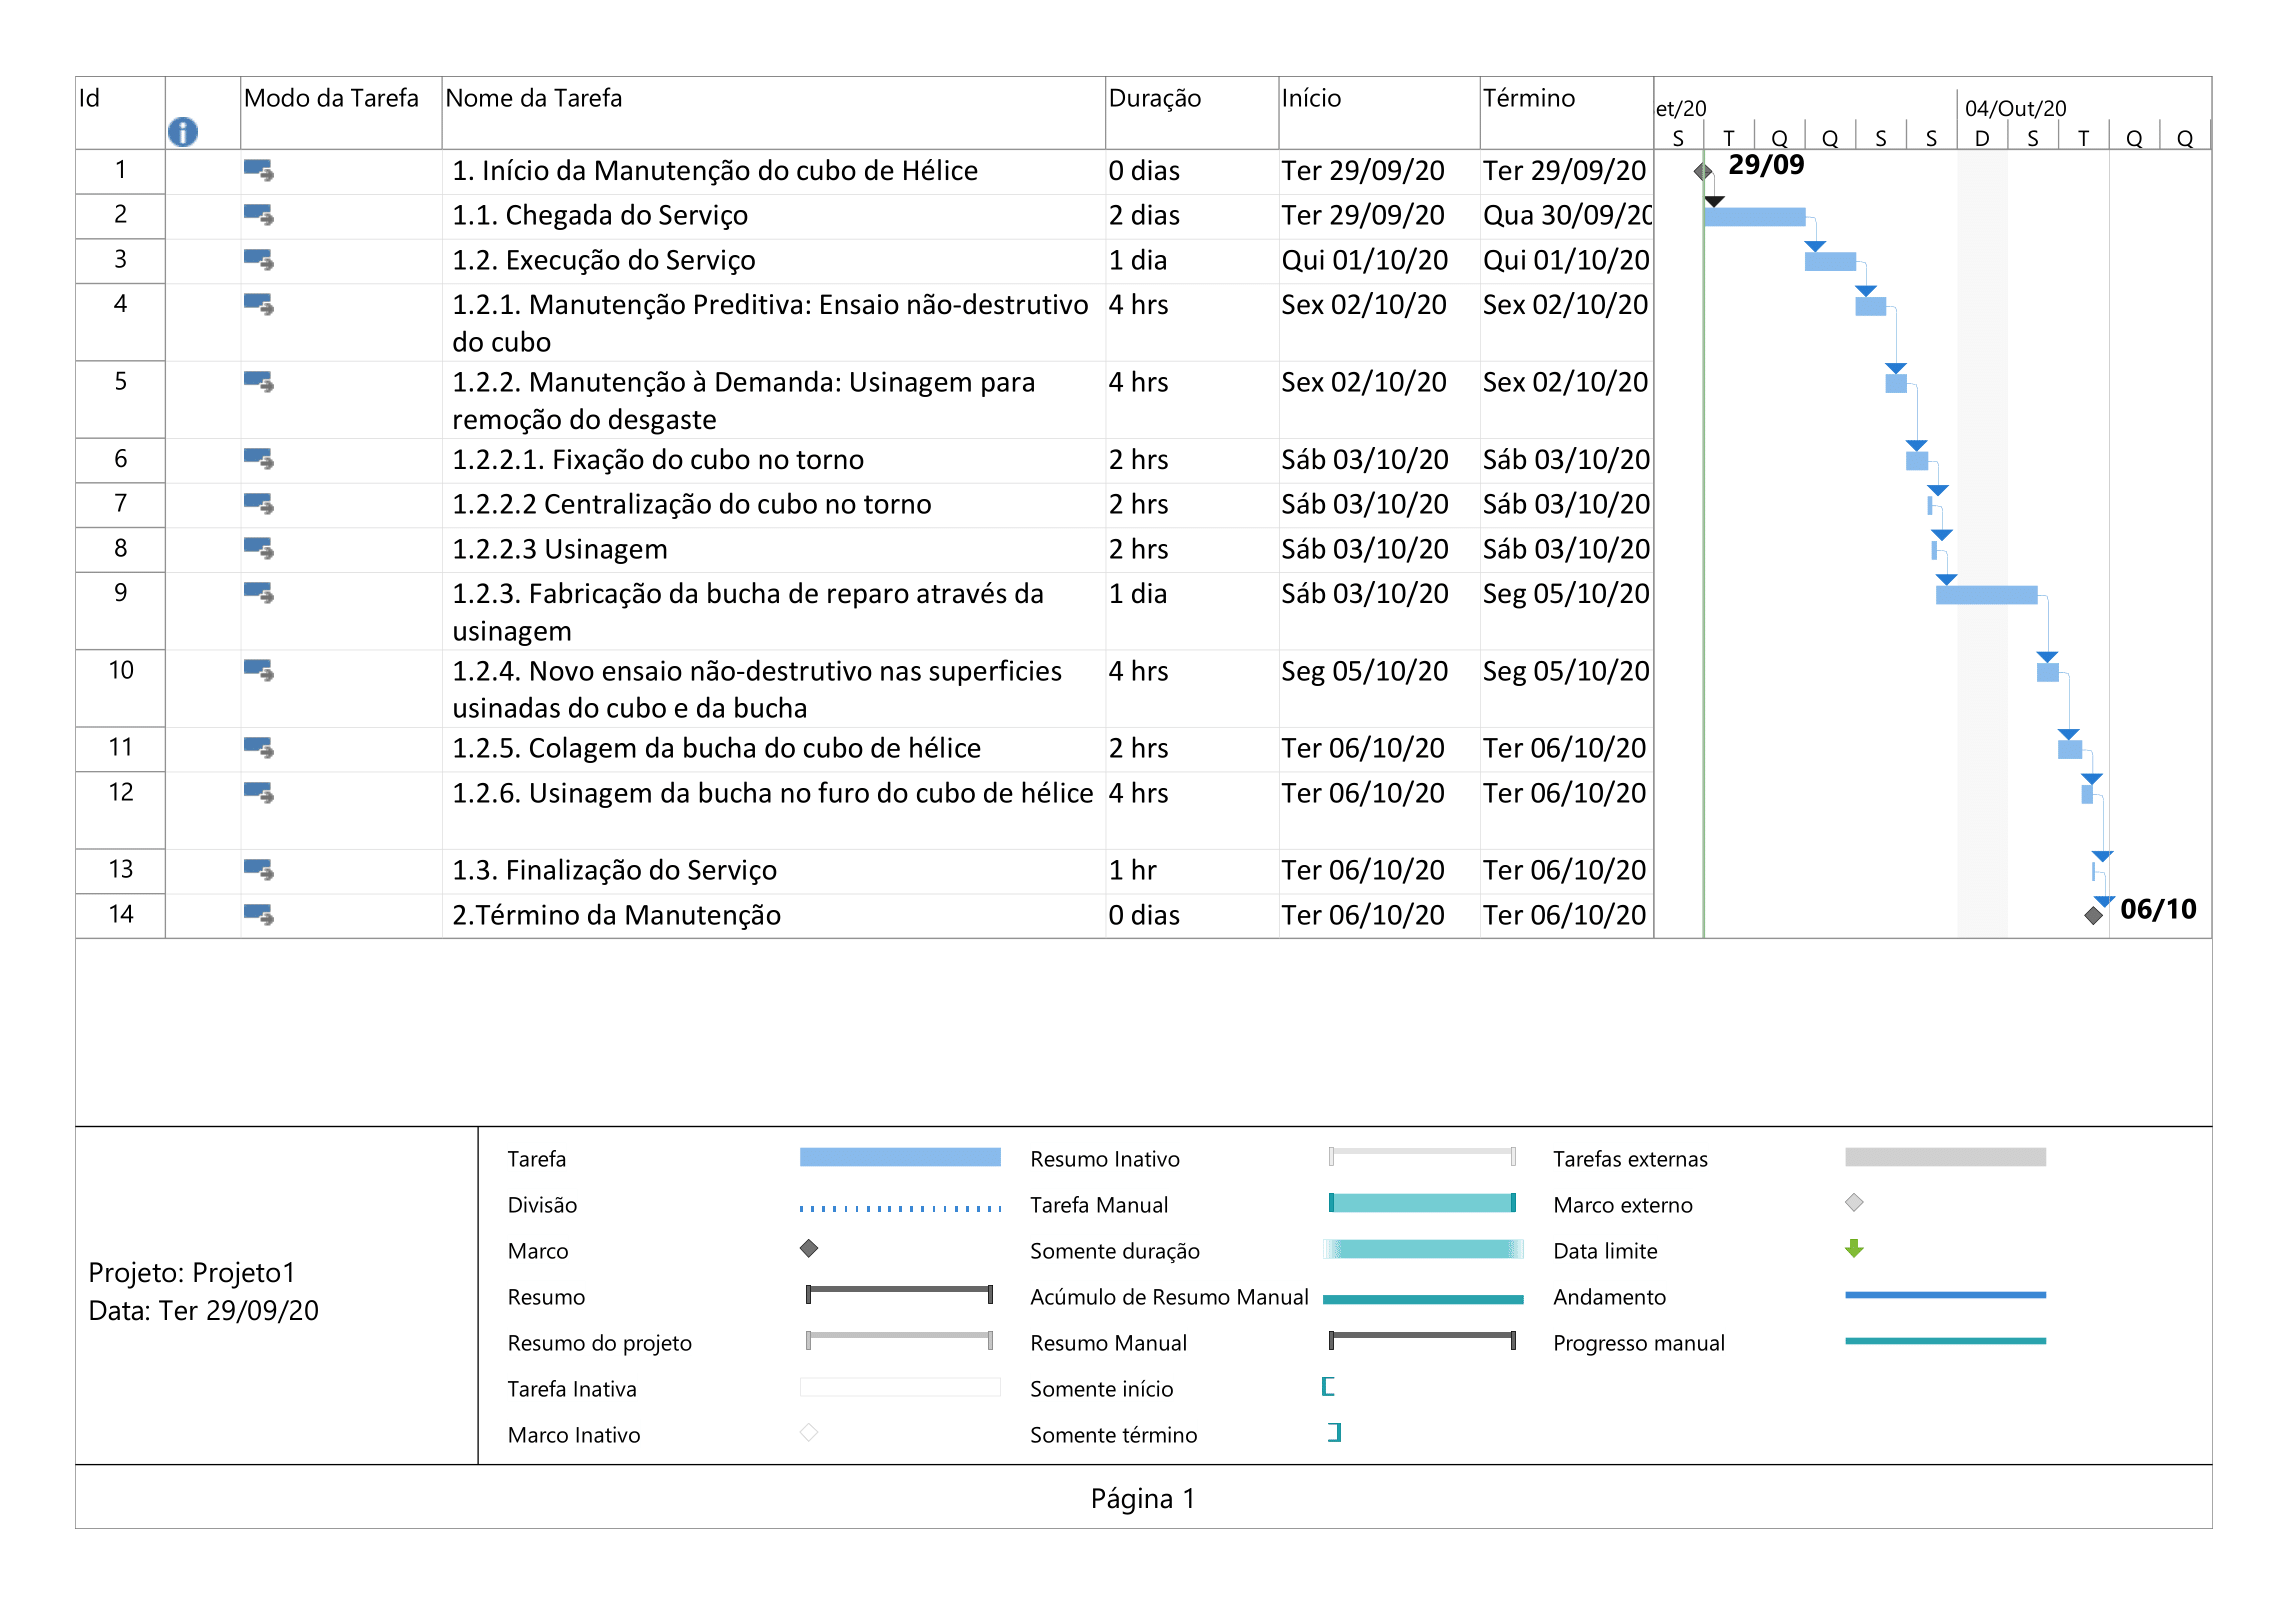 Id Modo da Tarefa Nome da Tarefa Duração Início Término
et/20 04/Out/20
S T Q Q S S D S T Q Q
1 1. Início da Manutenção do cubo de Hélice 0 dias Ter 29/09/20 Ter 29/09/20 29/09
2 1.1. Chegada do Serviço 2 dias Ter 29/09/20 Qua 30/09/20
3 1.2. Execução do Serviço 1 dia Qui 01/10/20 Qui 01/10/20
4 1.2.1. Manutenção Preditiva: Ensaio não-destrutivo 4 hrs Sex 02/10/20 Sex 02/10/20
do cubo
5 1.2.2. Manutenção à Demanda: Usinagem para 4 hrs Sex 02/10/20 Sex 02/10/20
remoção do desgaste
6 1.2.2.1. Fixação do cubo no torno 2 hrs Sáb 03/10/20 Sáb 03/10/20
7 1.2.2.2 Centralização do cubo no torno 2 hrs Sáb 03/10/20 Sáb 03/10/20
8 1.2.2.3 Usinagem 2 hrs Sáb 03/10/20 Sáb 03/10/20
9 1.2.3. Fabricação da bucha de reparo através da 1 dia Sáb 03/10/20 Seg 05/10/20
usinagem
10 1.2.4. Novo ensaio não-destrutivo nas superficies 4 hrs Seg 05/10/20 Seg 05/10/20
usinadas do cubo e da bucha
11 1.2.5. Colagem da bucha do cubo de hélice 2 hrs Ter 06/10/20 Ter 06/10/20
12 1.2.6. Usinagem da bucha no furo do cubo de hélice 4 hrs Ter 06/10/20 Ter 06/10/20
13 1.3. Finalização do Serviço 1 hr Ter 06/10/20 Ter 06/10/20
14 2.Término da Manutenção 0 dias Ter 06/10/20 Ter 06/10/20 06/10
Projeto: Projeto1
Data: Ter 29/09/20
Tarefa Resumo Inativo Tarefas externas
Divisão Tarefa Manual Marco externo
Marco Somente duração Data limite
Resumo Acúmulo de Resumo Manual Andamento
Resumo do projeto Resumo Manual Progresso manual
Tarefa Inativa Somente início
Marco Inativo Somente término
Página 1